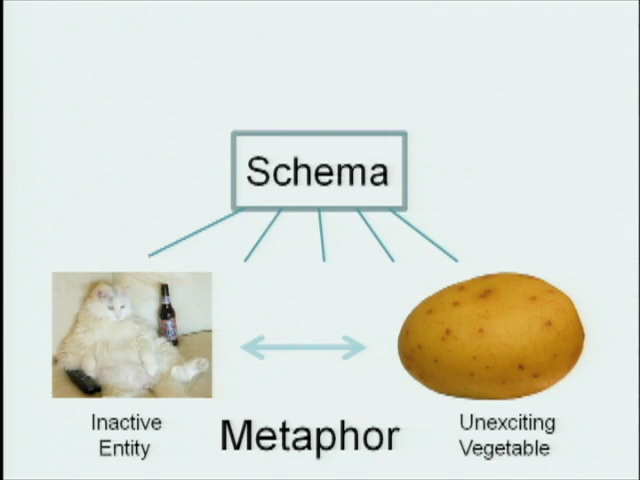 Schema
Inactive
Entity
Metaphor
Unexciting
Vegetable